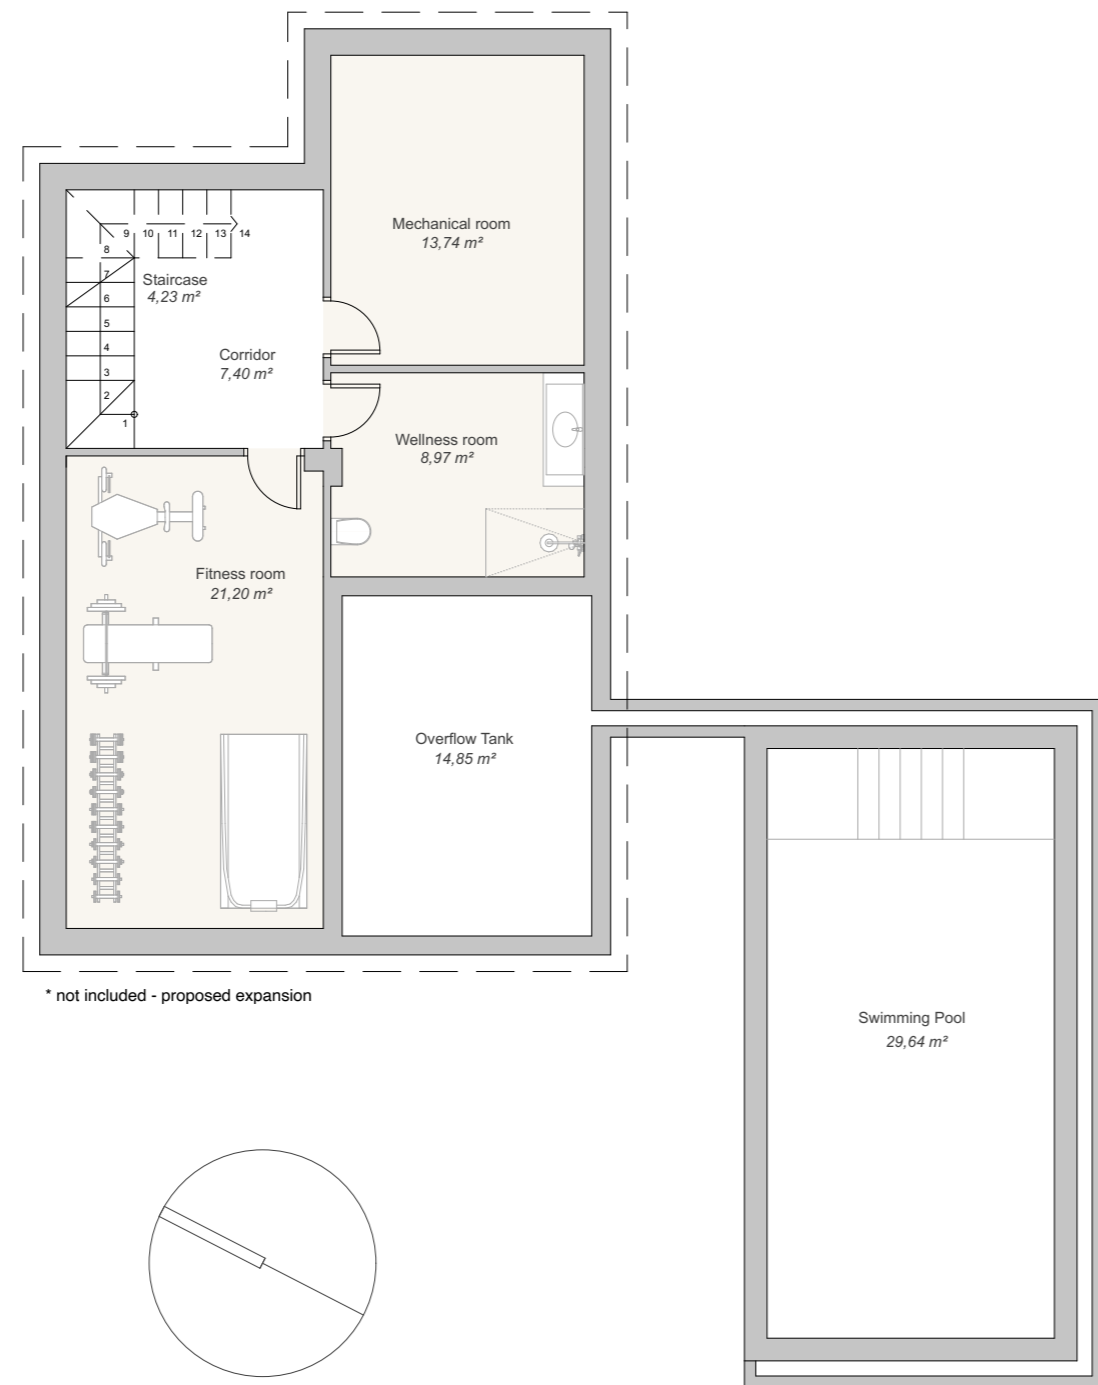 Mechanical room
13,74 m²
9 10 11 12 13 14
8
7
Staircase
4,23 m²
6
5
4
3
2
1
Corridor
7,40 m²
Wellness room
8,97 m²
Fitness room
21,20 m²
Overflow Tank
14,85 m²
* not included - proposed expansion
Swimming Pool
29,64 m²